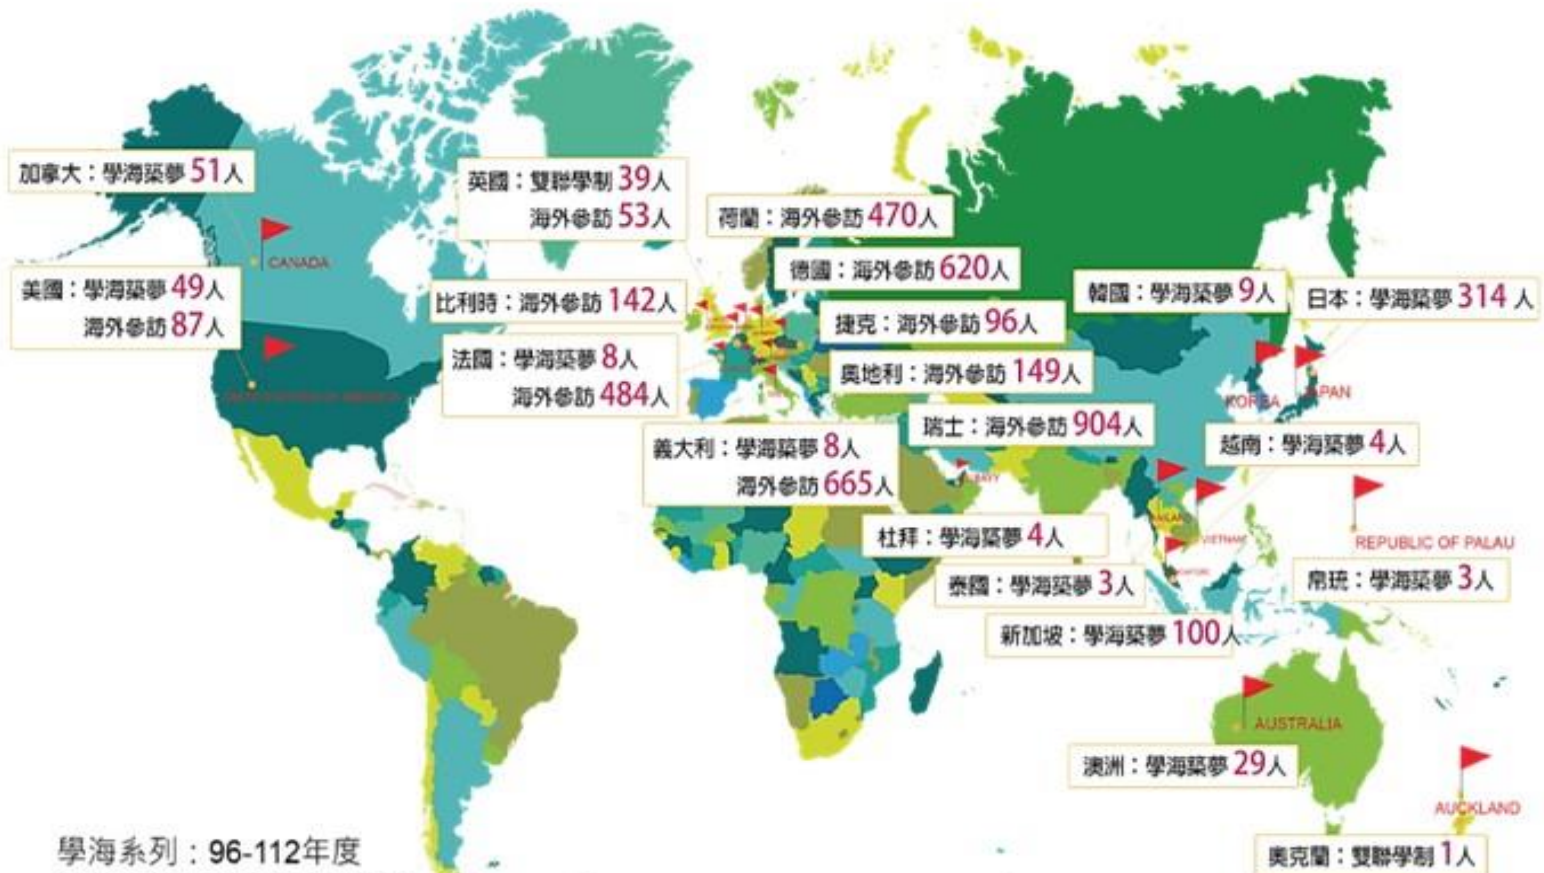 加拿大：學海築夢 51人
英國：雙聯學制 39人
海外參訪 53人
荷蘭：海外參訪 470人
CANADA
德國：海外參訪 620人
美國：學海築夢 49人
海外參訪 87人
比利時：海外參訪 142人
韓國：學海築夢 9人
日本：學海築夢 314 人
捷克：海外參訪 96人
法國：學海築夢 8人
海外參訪 484人
奧地利：海外參訪 149人
KOREA
JAPAN
瑞士：海外參訪 904人
義大利：學海築夢 8人
海外參訪 665人
越南：學海築夢 4人
杜拜：學海築夢 4人
VIETNAM
REPUBLIC OF PALAU
泰國：學海築夢 3人
帛琉：學海築夢 3人
新加坡：學海築夢 100人
AUSTRALIA
澳洲：學海築夢 29人
AUCKLAND
奧克蘭：雙聯學制 1人
學海系列：96-112年度